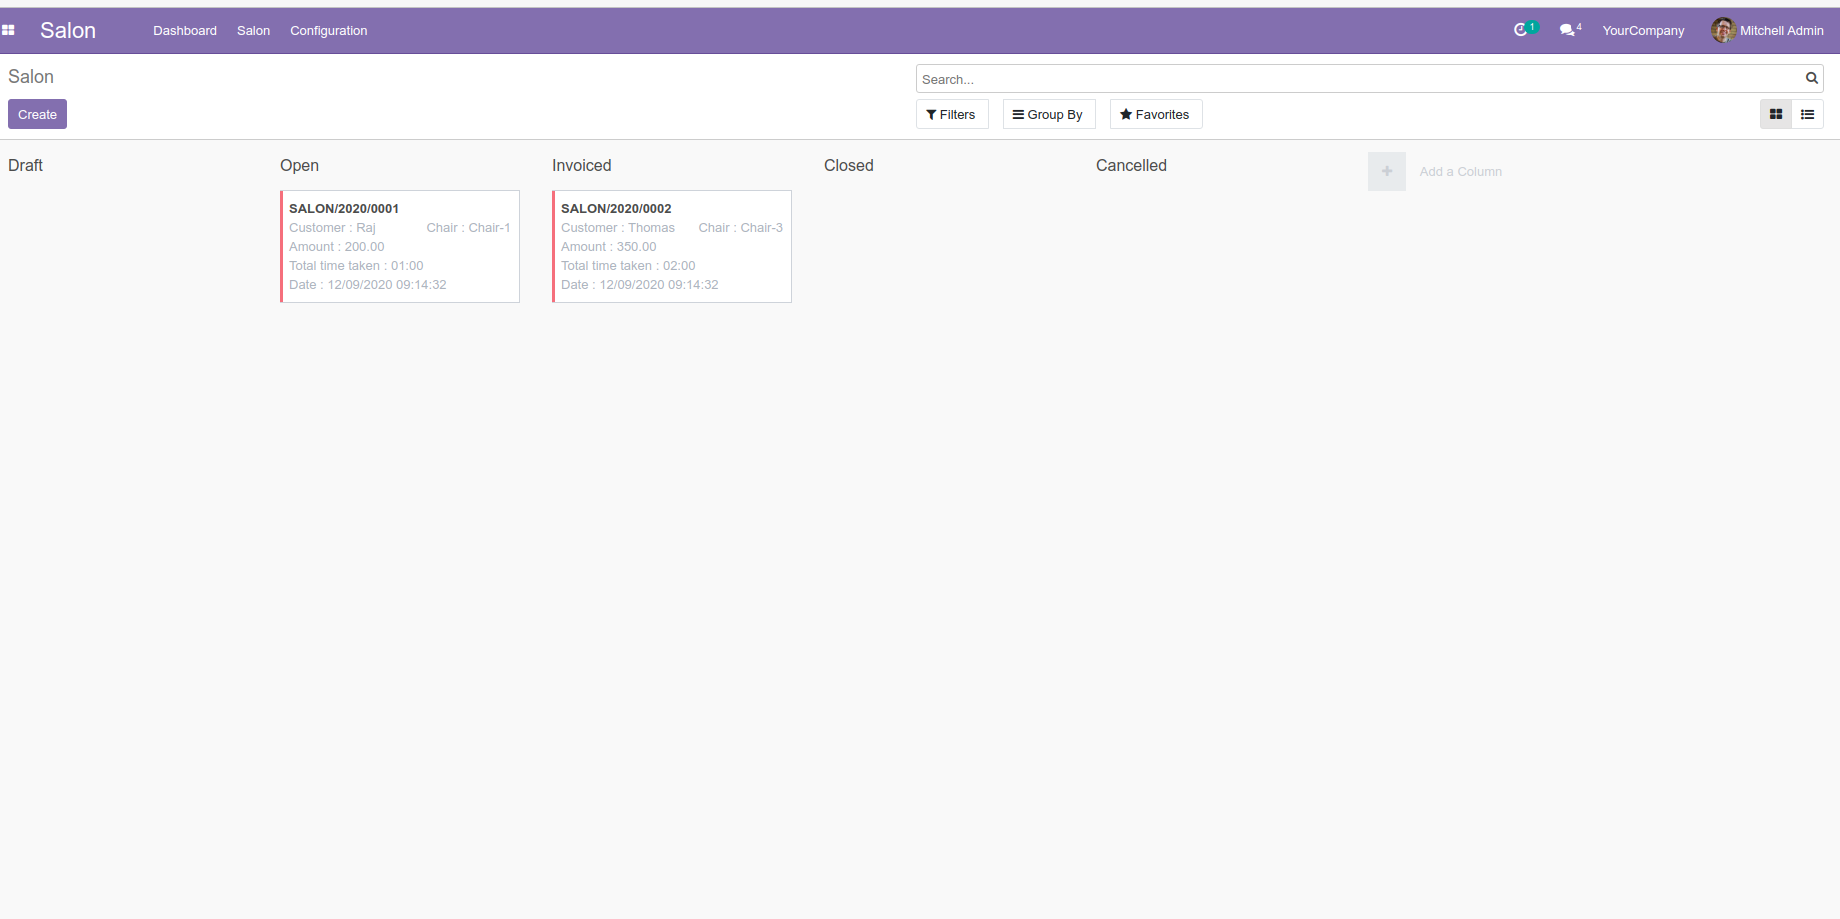 Salon Dashboard Salon Configuration 1 4 YourCompany Mitchell Admin
Salon
Search...
Create Filters Group By Favorites
Draft Open Invoiced Closed Cancelled Add a Column
SALON/2020/0001
Customer : Raj Chair : Chair-1
Amount : 200.00
Total time taken : 01:00
Date : 12/09/2020 09:14:32
SALON/2020/0002
Customer : Thomas Chair : Chair-3
Amount : 350.00
Total time taken : 02:00
Date : 12/09/2020 09:14:32